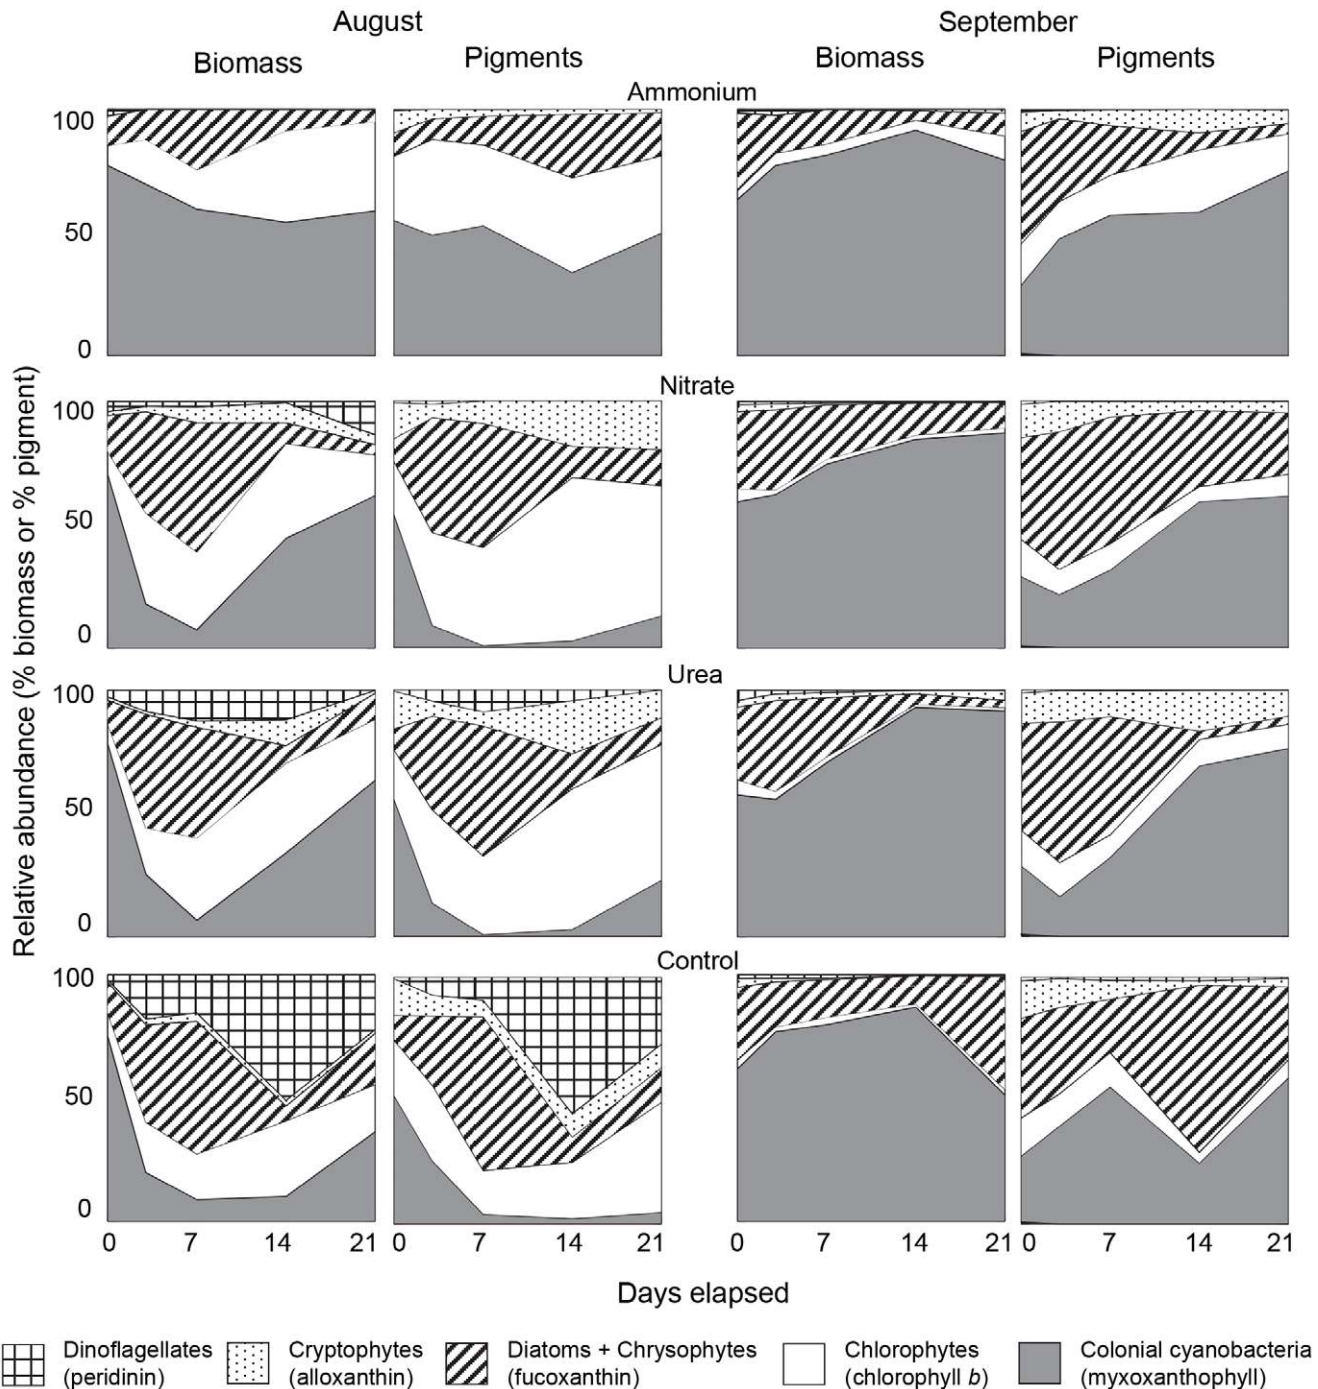 August September
Biomass Pigments Biomass Pigments
Ammonium
100
50
0
Nitrate
100
50
0
Urea
100
50
0
Control
100
50
0
Relative abundance (% biomass or % pigment)
0 7 14 21 0 7 14 21 0 7 14 21 0 7 14 21
Days elapsed
Dinoflagellates Cryptophytes Diatoms + Chrysophytes Chlorophytes Colonial cyanobacteria
(peridinin) (alloxanthin) (fucoxanthin) (chlorophyll b) (myxoxanthophyll)